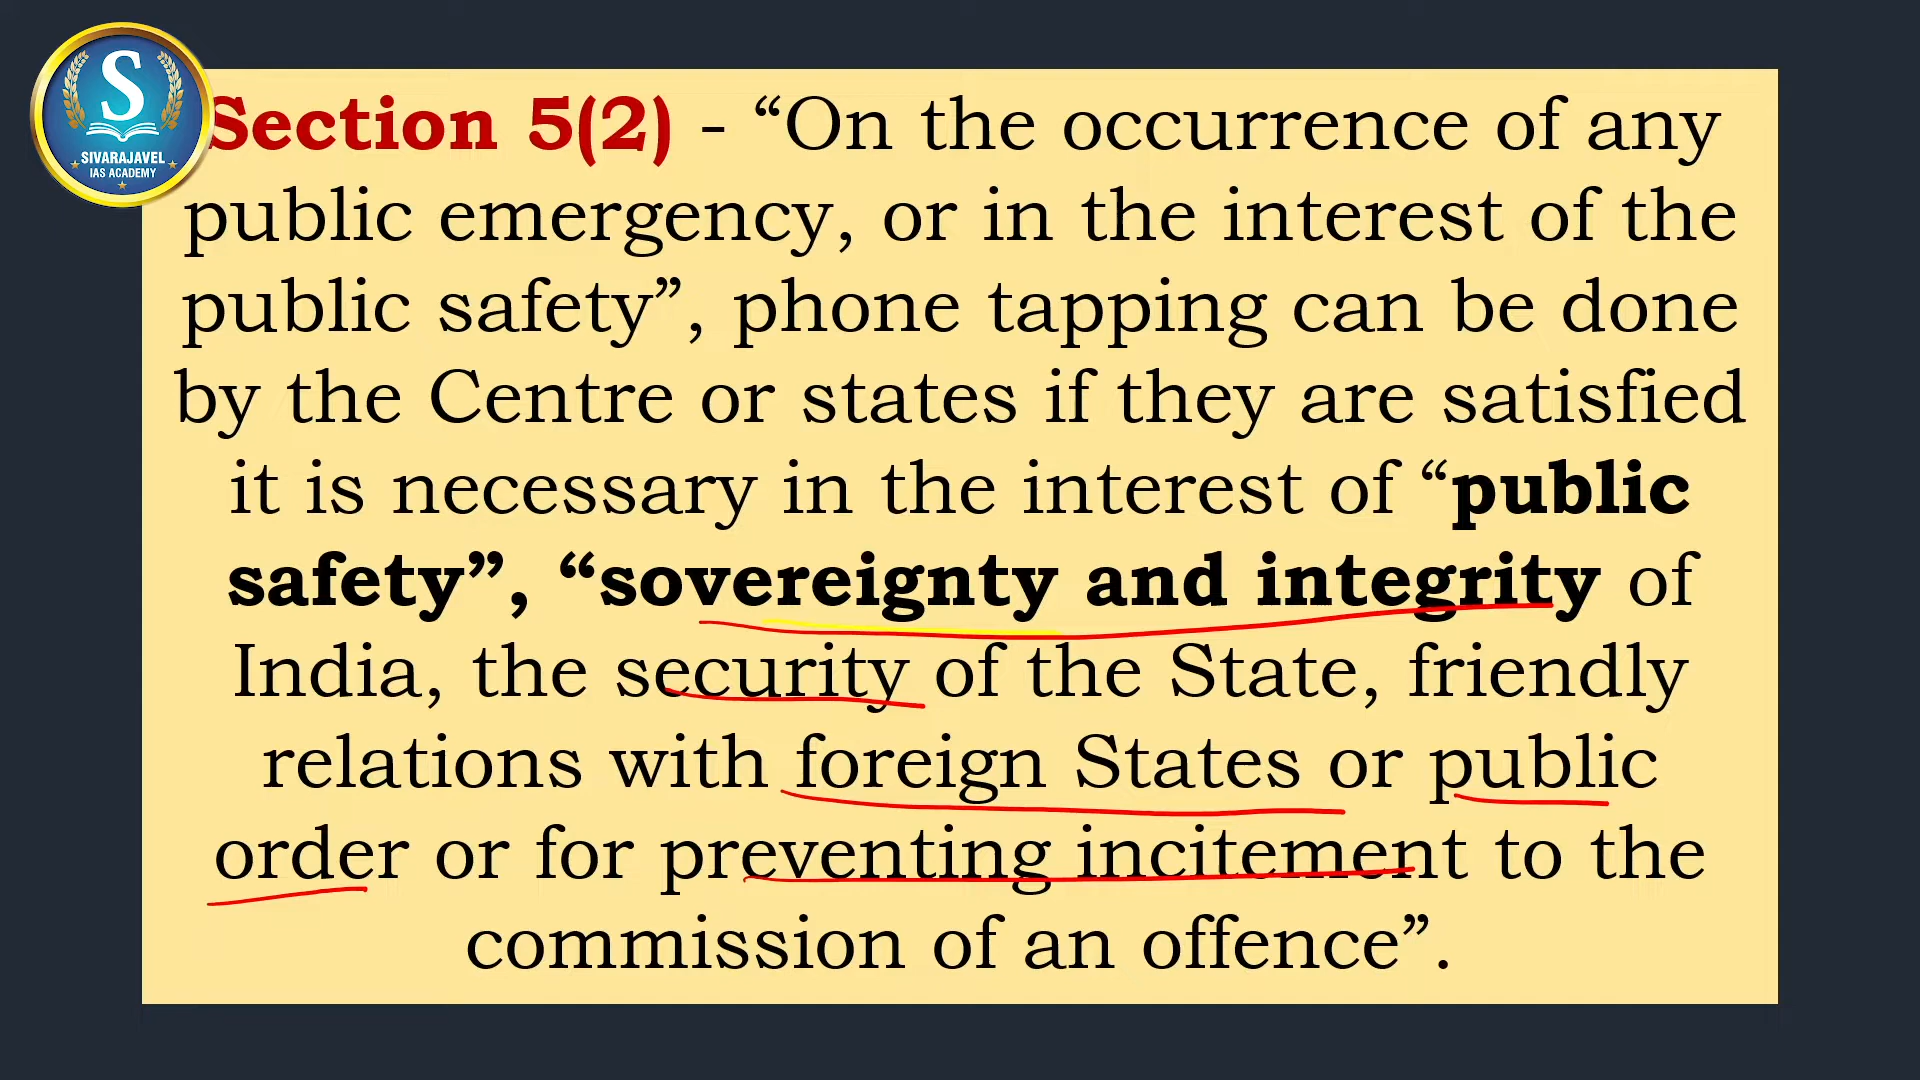 S
SIVARAJAVEL
IAS ACADEMY
Section 5(2) - “On the occurrence of any
public emergency, or in the interest of the
public safety”, phone tapping can be done
by the Centre or states if they are satisfied
it is necessary in the interest of “public
safety”, “sovereignty and integrity of
India, the security of the State, friendly
relations with foreign States or public
order or for preventing incitement to the
commission of an offence”.